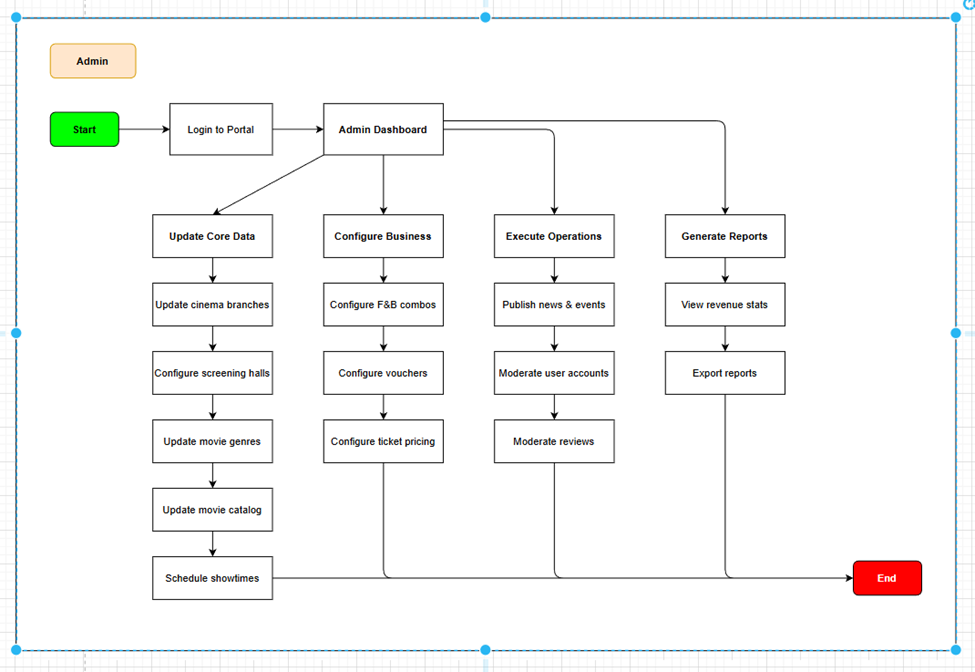 Admin
Start
Login to Portal
Admin Dashboard
Update Core Data
Configure Business
Execute Operations
Generate Reports
Update cinema branches
Configure F&B combos
Publish news & events
View revenue stats
Configure screening halls
Configure vouchers
Moderate user accounts
Export reports
Update movie genres
Configure ticket pricing
Moderate reviews
Update movie catalog
Schedule showtimes
End